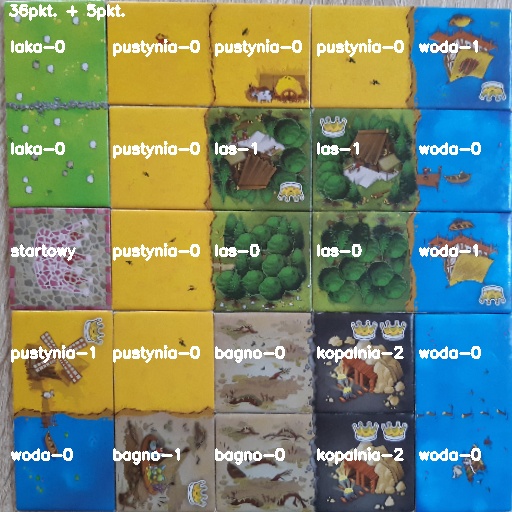 36pkt. + 5pkt.
laka-0 pustynia-0 pustynia-0 pustynia-0 woda-1
laka-0 pustynia-0 las-1 las-1 woda-0
startowy pustynia-0 las-0 las-0 woda-1
pustynia-1 pustynia-0 bagno-0 kopalnia-2 woda-0
woda-0 bagno-1 bagno-0 kopalnia-2 woda-0